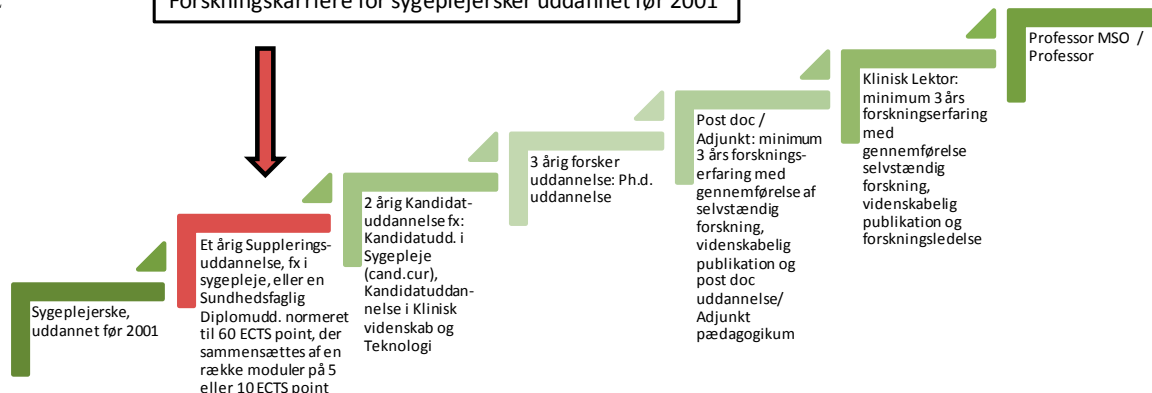 Forskningskarriere for sygeplejersker uddannet før 2001
Sygeplejerske,
uddannet før 2001
Et årig Supplerings-
uddannelse, fx i
sygepleje, eller en
Sundhedsfaglig
Diplomudd. normeret
til 60 ECTS point, der
sammensættes af en
række moduler på 5
eller 10 ECTS point
2 årig Kandidat-
uddannelse fx:
Kandidatudd. i
Sygepleje
(cand.cur),
Kandidatuddan-
nelse i Klinisk
videnskab og
Teknologi
3 årig forsker
uddannelse: Ph.d.
uddannelse
Post doc /
Adjunkt: minimum
3 års forsknings-
erfaring med
gennemførelse af
selvstændig
forskning,
videnskabelig
publikation og
post doc
uddannelse/
Adjunkt
pædagogikum
Klinisk Lektor:
minimum 3 års
forskningserfaring
med
gennemførelse
selvstændig
forskning,
videnskabelig
publikation og
forskningsledelse
Professor MSO /
Professor